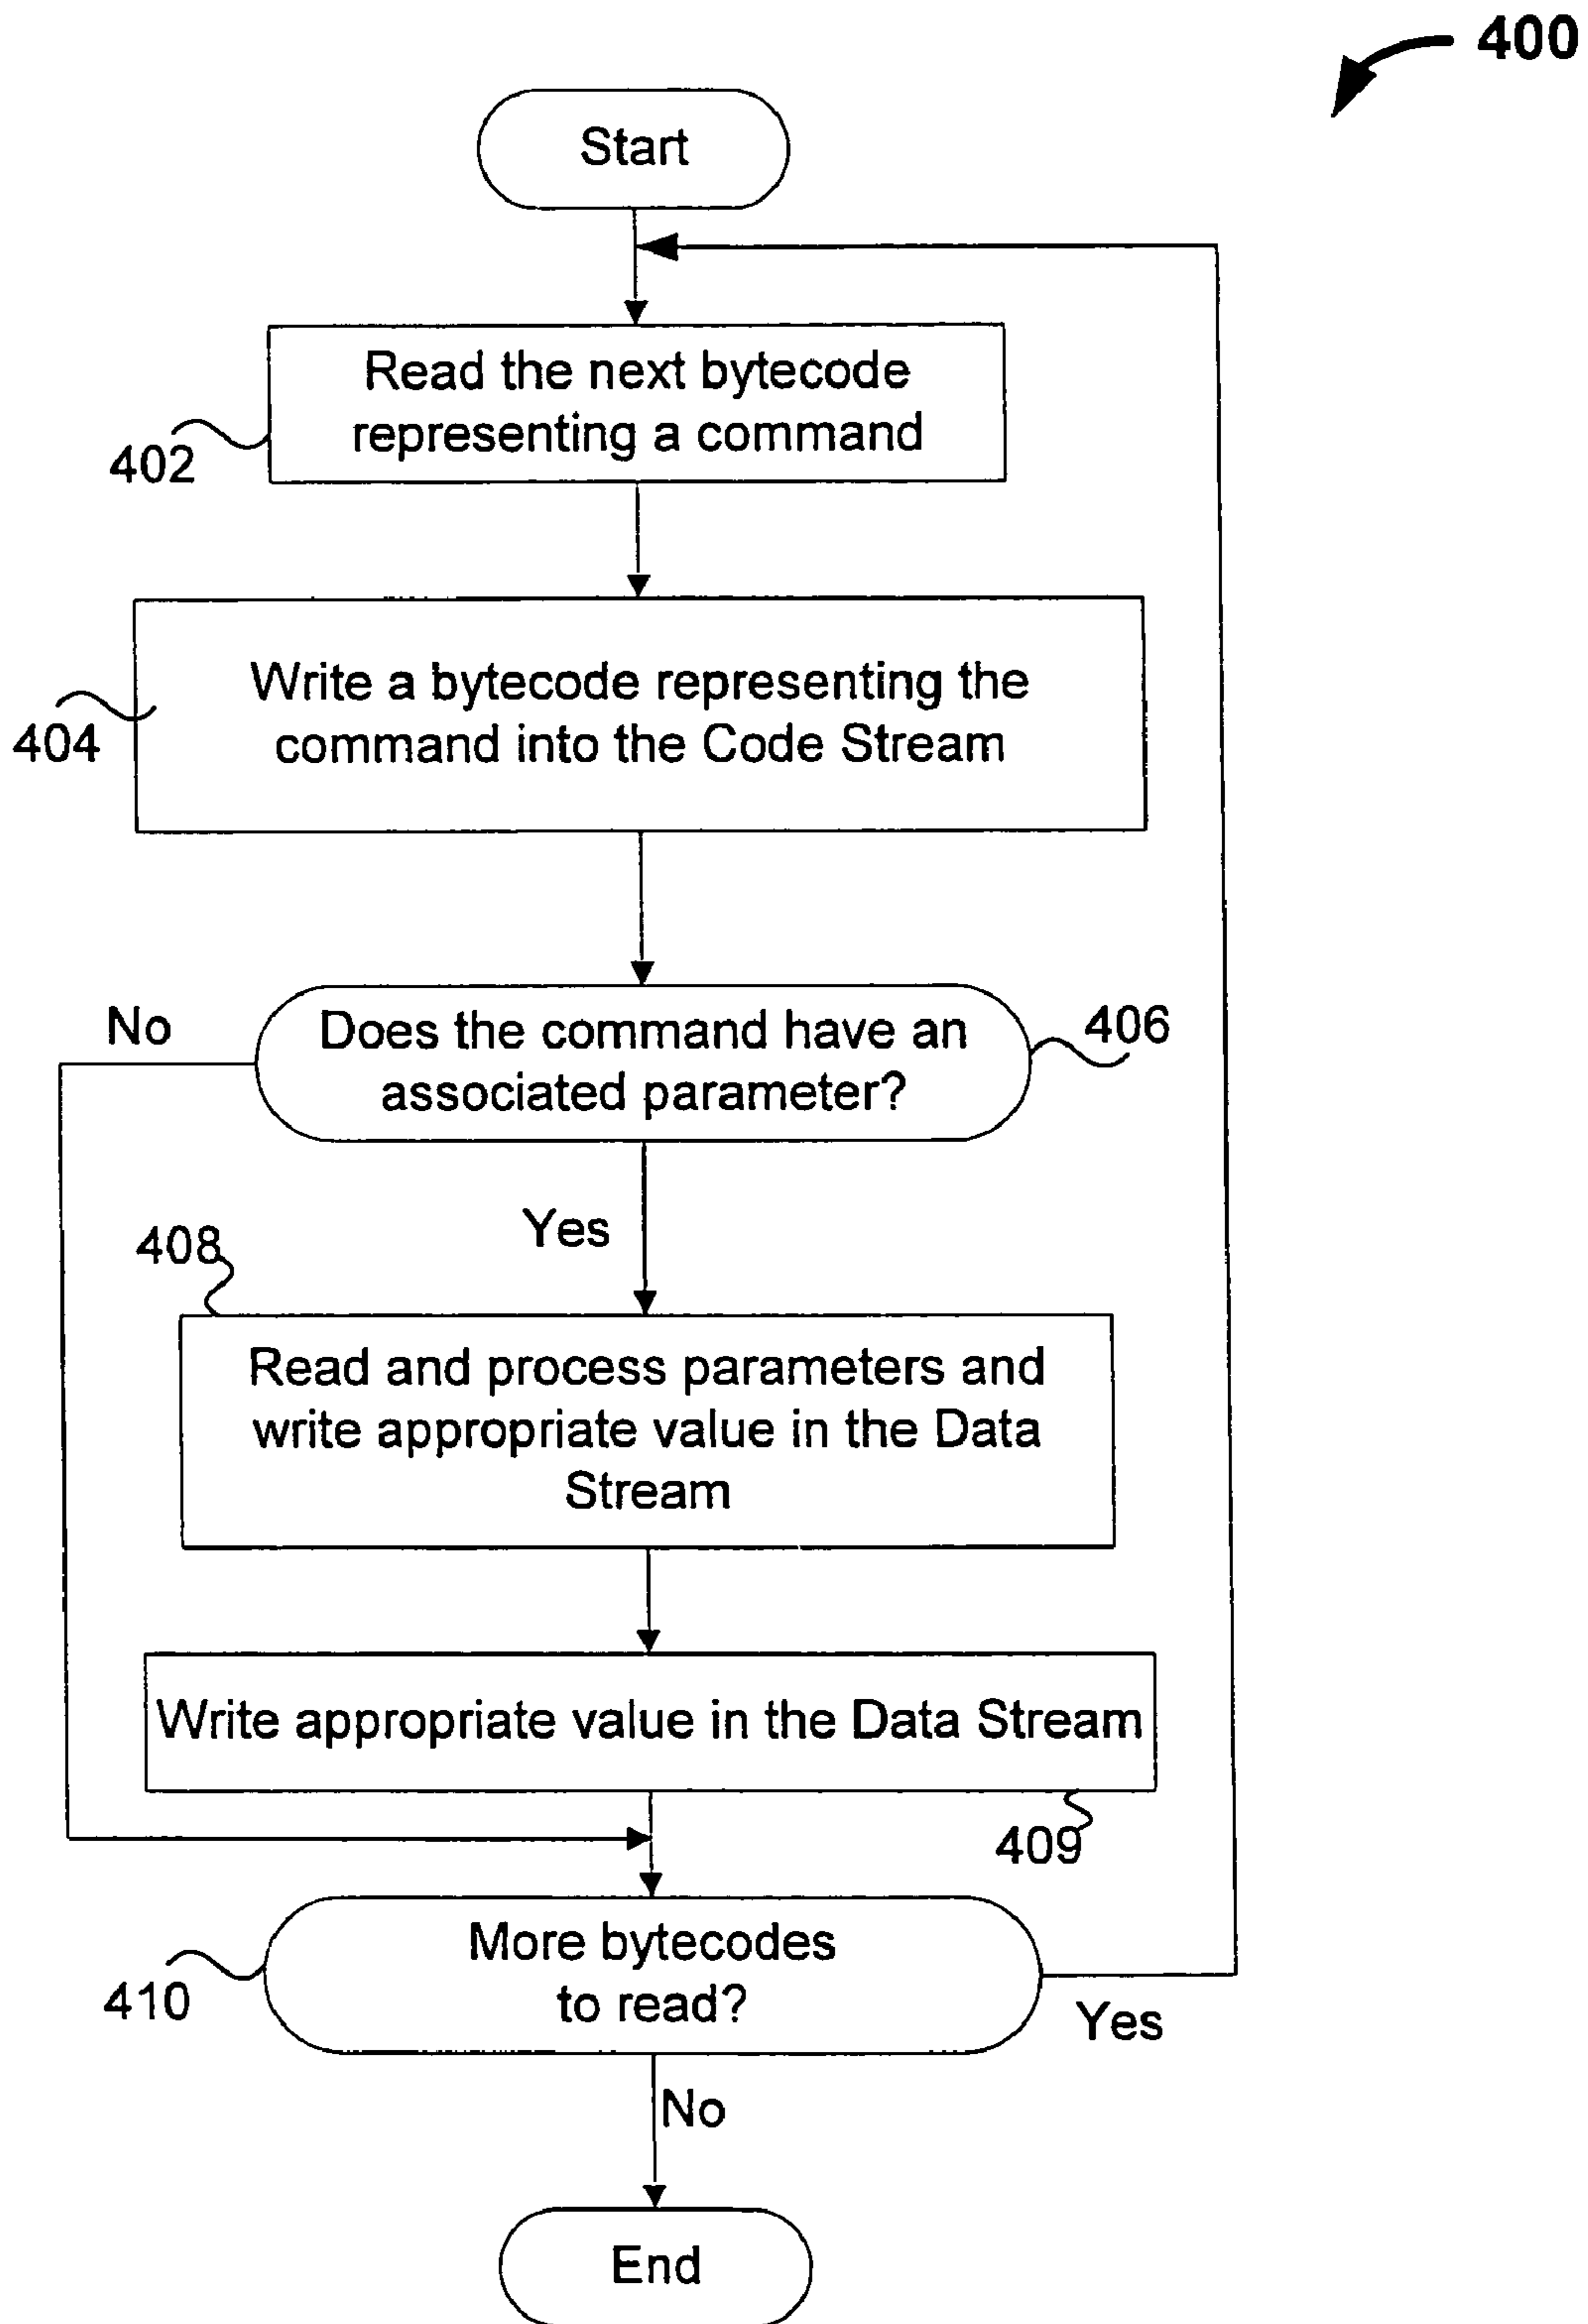 400
Start
Read the next bytecode
representing a command
402
Write a bytecode representing the
command into the Code Stream
404
No
Does the command have an
associated parameter?
406
Yes
408
Read and process parameters and
write appropriate value in the Data
Stream
Write appropriate value in the Data Stream
409
More bytecodes
to read?
410
Yes
No
End